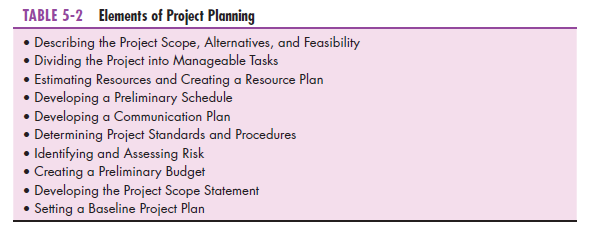 TABLE 5-2 Elements of Project Planning
• Describing the Project Scope, Alternatives, and Feasibility
• Dividing the Project into Manageable Tasks
• Estimating Resources and Creating a Resource Plan
• Developing a Preliminary Schedule
• Developing a Communication Plan
• Determining Project Standards and Procedures
• Identifying and Assessing Risk
• Creating a Preliminary Budget
• Developing the Project Scope Statement
• Setting a Baseline Project Plan